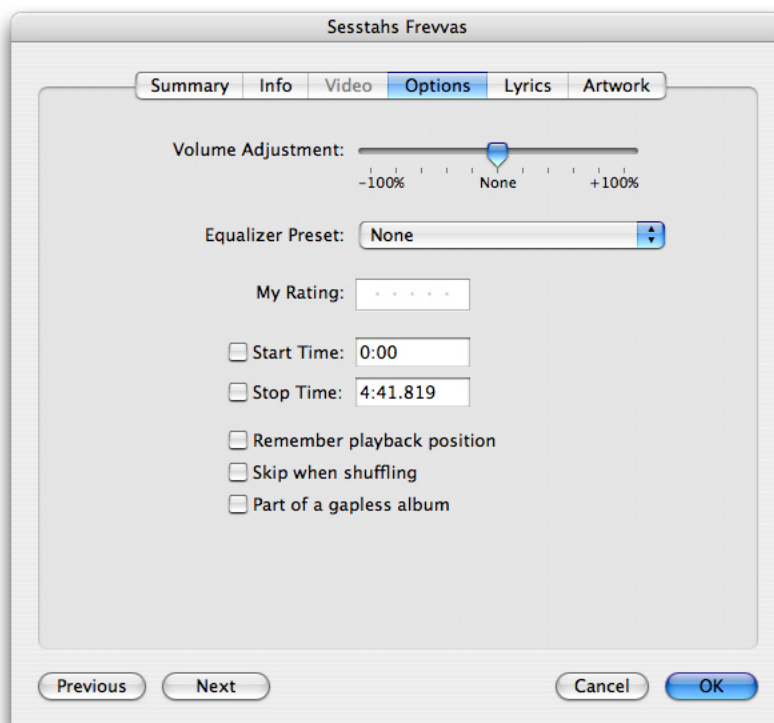 Sesstahs Frevvas
Summary Info Video Options Lyrics Artwork
Volume Adjustment:
-100% None +100%
Equalizer Preset: None
My Rating:
Start Time: 0:00
Stop Time: 4:41.819
Remember playback position
Skip when shuffling
Part of a gapless album
Previous Next Cancel OK